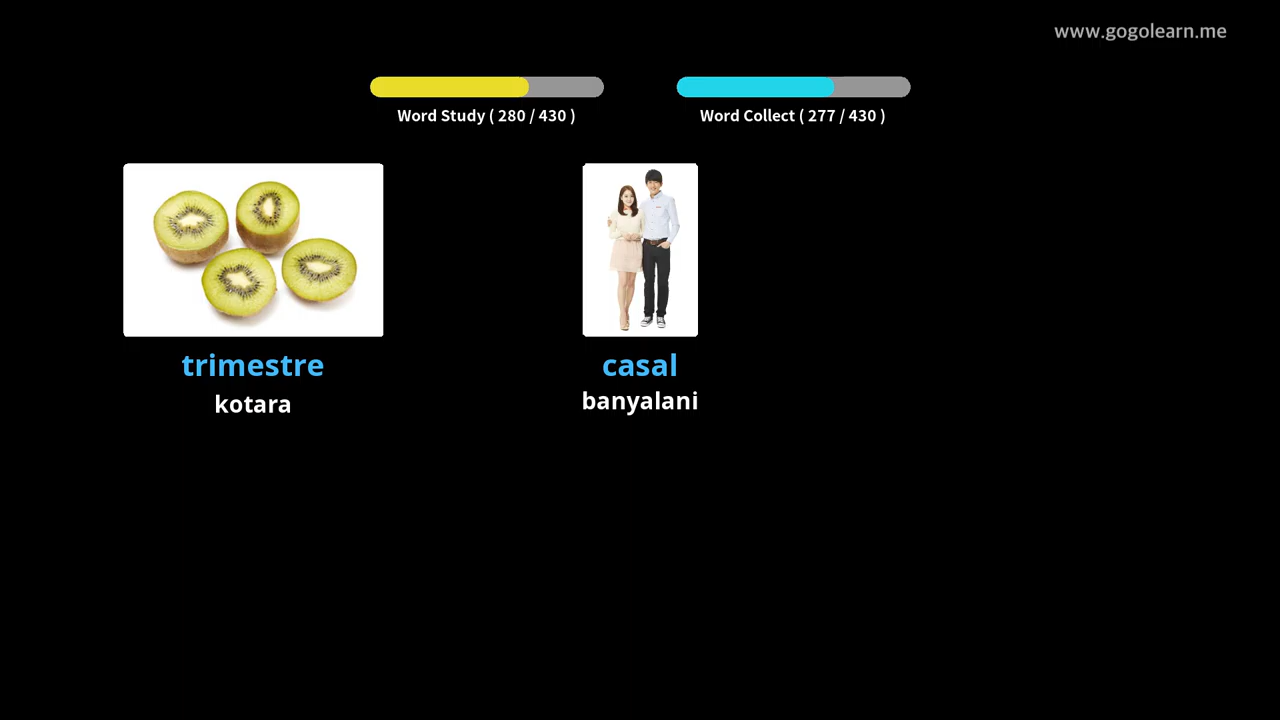 www.gogolearn.me
Word Study ( 280 / 430 )
Word Collect ( 277 / 430 )
trimestre
kotara
casal
banyalani